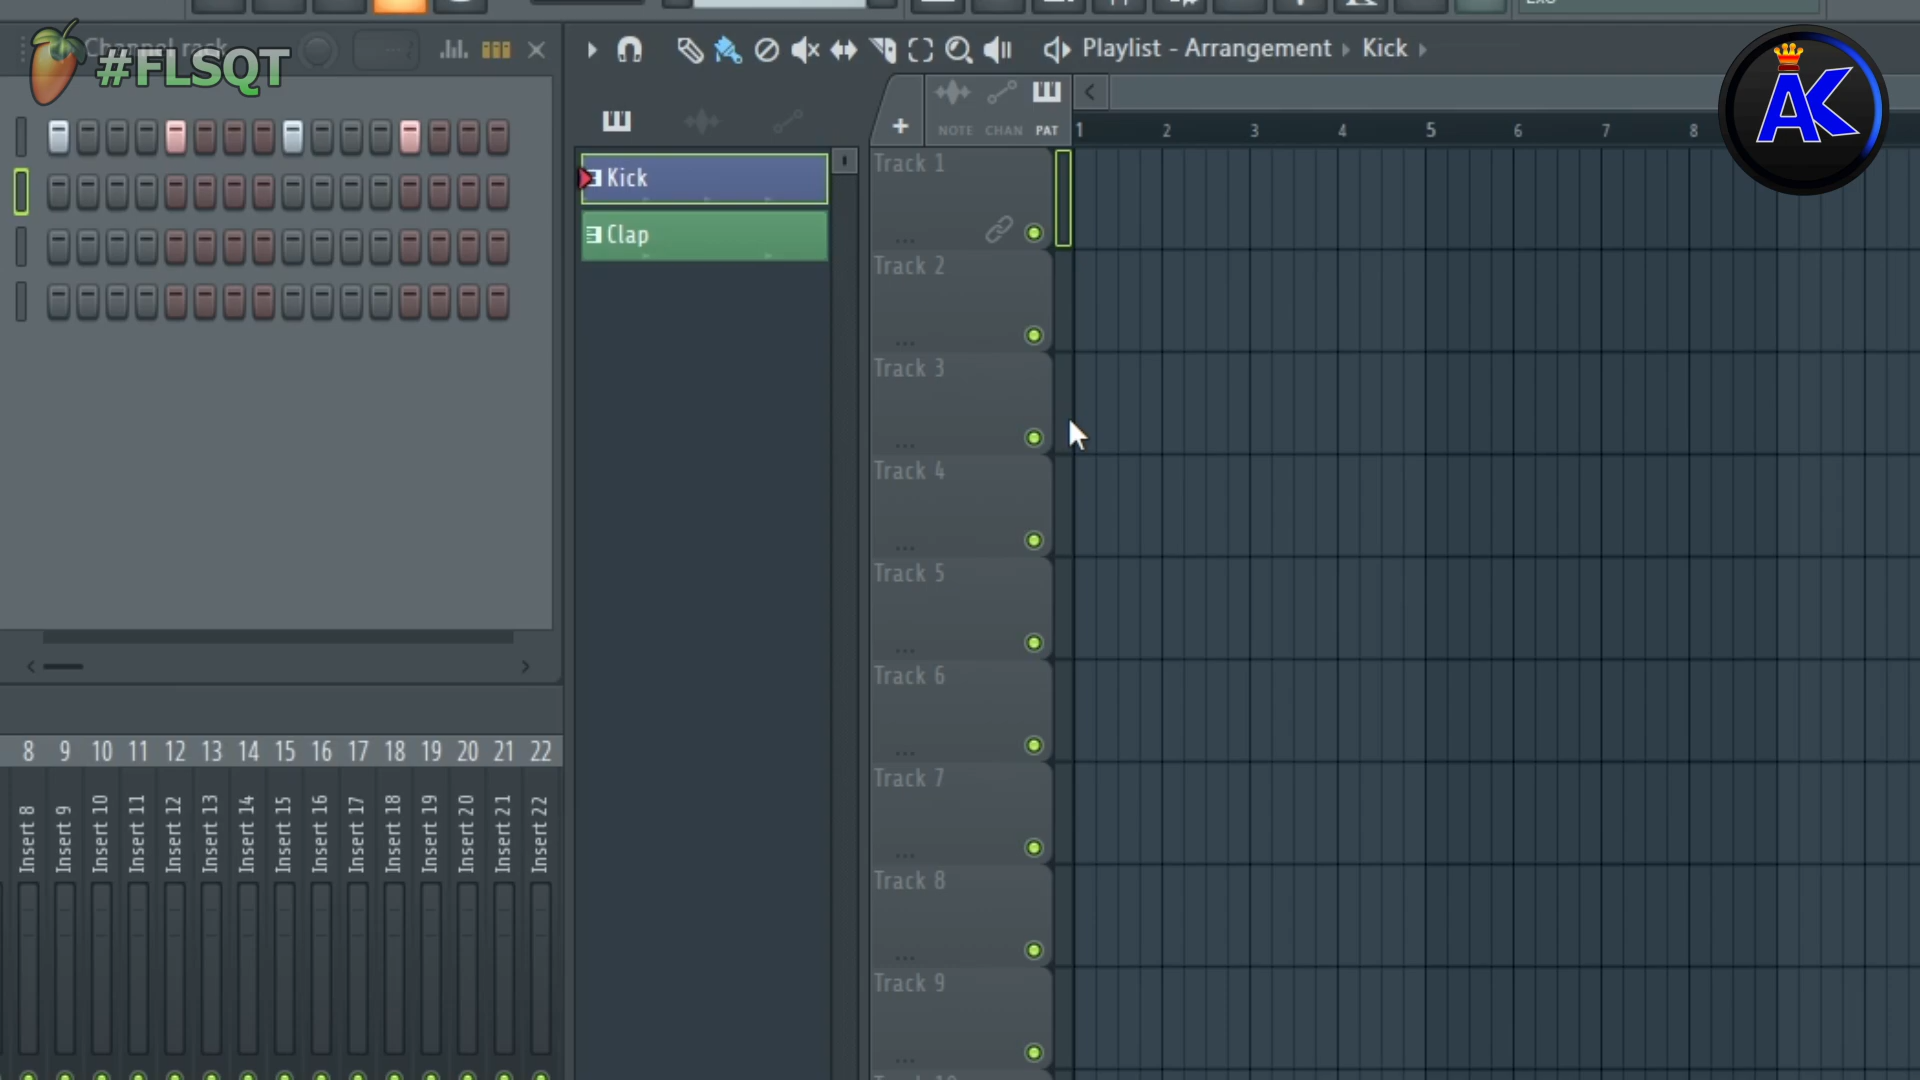 Channel rack
#FLSQT
AK
Playlist - Arrangement › Kick ›
NOTE CHAN PAT
1 2 3 4 5 6 7 8
Kick
Clap
Track 1
Track 2
Track 3
Track 4
Track 5
Track 6
Track 7
Track 8
Track 9
8 9 10 11 12 13 14 15 16 17 18 19 20 21 22
Insert 8
Insert 9
Insert 10
Insert 11
Insert 12
Insert 13
Insert 14
Insert 15
Insert 16
Insert 17
Insert 18
Insert 19
Insert 20
Insert 21
Insert 22